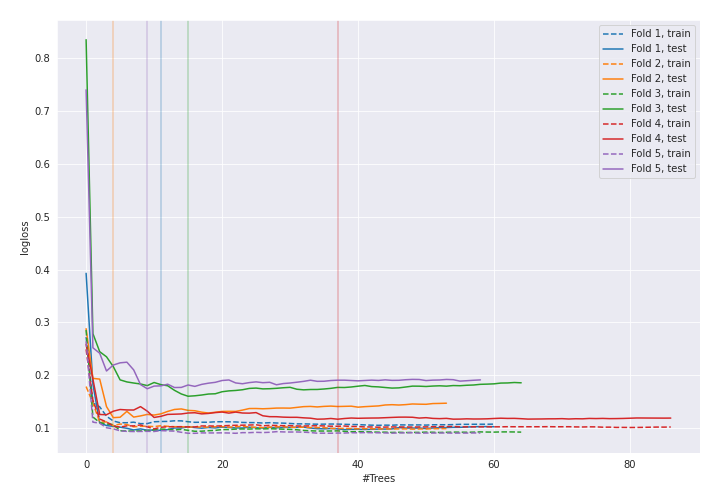 0.8
0.7
0.6
0.5
0.4
0.3
0.2
0.1
logloss
0
20
40
60
80
#Trees
Fold 1, train
Fold 1, test
Fold 2, train
Fold 2, test
Fold 3, train
Fold 3, test
Fold 4, train
Fold 4, test
Fold 5, train
Fold 5, test